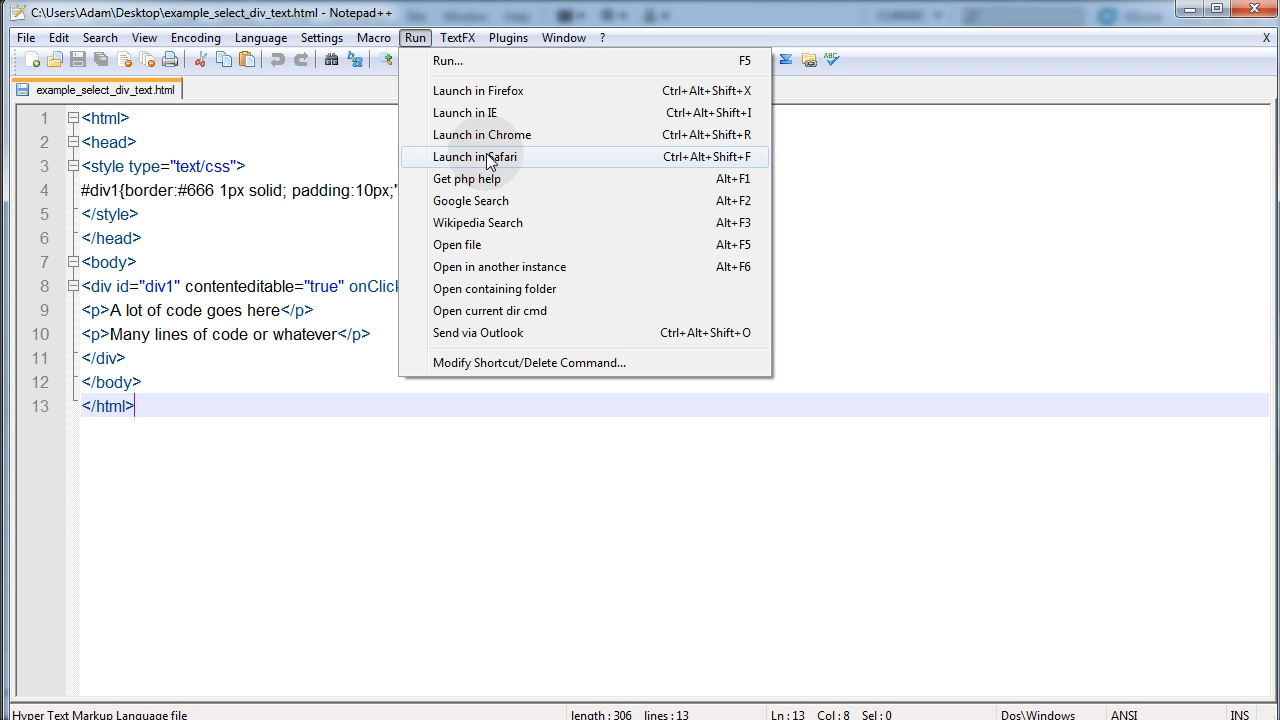 C:\Users\Adam\Desktop\example_select_div_text.html - Notepad++
File Edit Search View Encoding Language Settings Macro Run TextFX Plugins Window ? X
example_select_div_text.html
Run... F5
Launch in Firefox Ctrl+Alt+Shift+X
Launch in IE Ctrl+Alt+Shift+I
Launch in Chrome Ctrl+Alt+Shift+R
Launch in Safari Ctrl+Alt+Shift+F
Get php help Alt+F1
Google Search Alt+F2
Wikipedia Search Alt+F3
Open file Alt+F5
Open in another instance Alt+F6
Open containing folder
Open current dir cmd
Send via Outlook Ctrl+Alt+Shift+O
Modify Shortcut/Delete Command...
1 <html>
2 <head>
3 <style type="text/css">
4 #div1{border:#666 1px solid; padding:10px;"
5 </style>
6 </head>
7 <body>
8 <div id="div1" contenteditable="true" onClick
9 <p>A lot of code goes here</p>
10 <p>Many lines of code or whatever</p>
11 </div>
12 </body>
13 </html>
Hyper Text Markup Language file length : 306 lines : 13 Ln : 13 Col : 8 Sel : 0 Dos\Windows ANSI INS